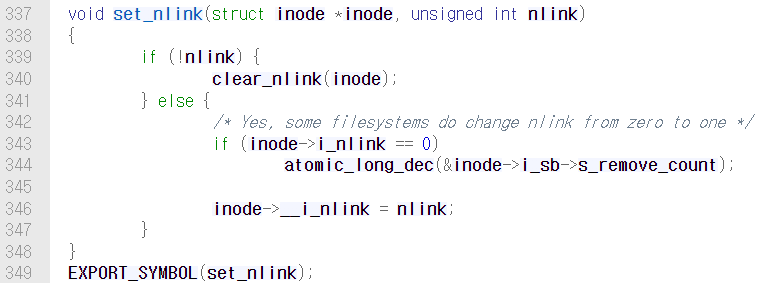 337 void set_nlink(struct inode *inode, unsigned int nlink)
338 {
339         if (!nlink) {
340                 clear_nlink(inode);
341         } else {
342                 /* Yes, some filesystems do change nlink from zero to one */
343                 if (inode->i_nlink == 0)
344                         atomic_long_dec(&inode->i_sb->s_remove_count);
345
346                 inode->__i_nlink = nlink;
347         }
348 }
349 EXPORT_SYMBOL(set_nlink);